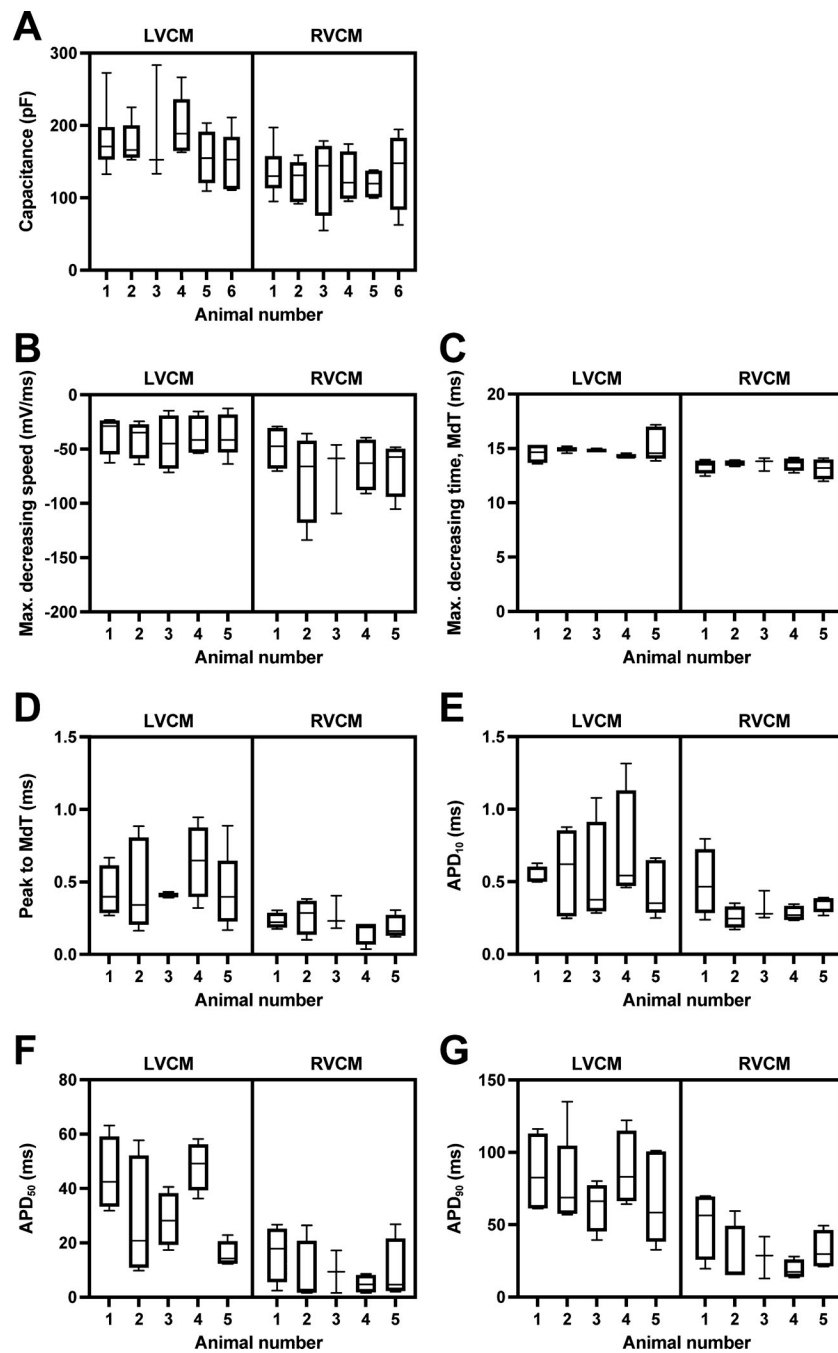 A
LVCM RVCM
Capacitance (pF)
300
200
100
0
1 2 3 4 5 6 1 2 3 4 5 6
Animal number
B
LVCM RVCM
Max. decreasing speed (mV/ms)
0
-50
-100
-150
-200
1 2 3 4 5 1 2 3 4 5
Animal number
C
LVCM RVCM
Max. decreasing time, MdT (ms)
20
15
10
5
0
1 2 3 4 5 1 2 3 4 5
Animal number
D
LVCM RVCM
Peak to MdT (ms)
1.5
1.0
0.5
0.0
1 2 3 4 5 1 2 3 4 5
Animal number
E
LVCM RVCM
APD₁₀ (ms)
1.5
1.0
0.5
0.0
1 2 3 4 5 1 2 3 4 5
Animal number
F
LVCM RVCM
APD₅₀ (ms)
80
60
40
20
0
1 2 3 4 5 1 2 3 4 5
Animal number
G
LVCM RVCM
APD₉₀ (ms)
150
100
50
0
1 2 3 4 5 1 2 3 4 5
Animal number